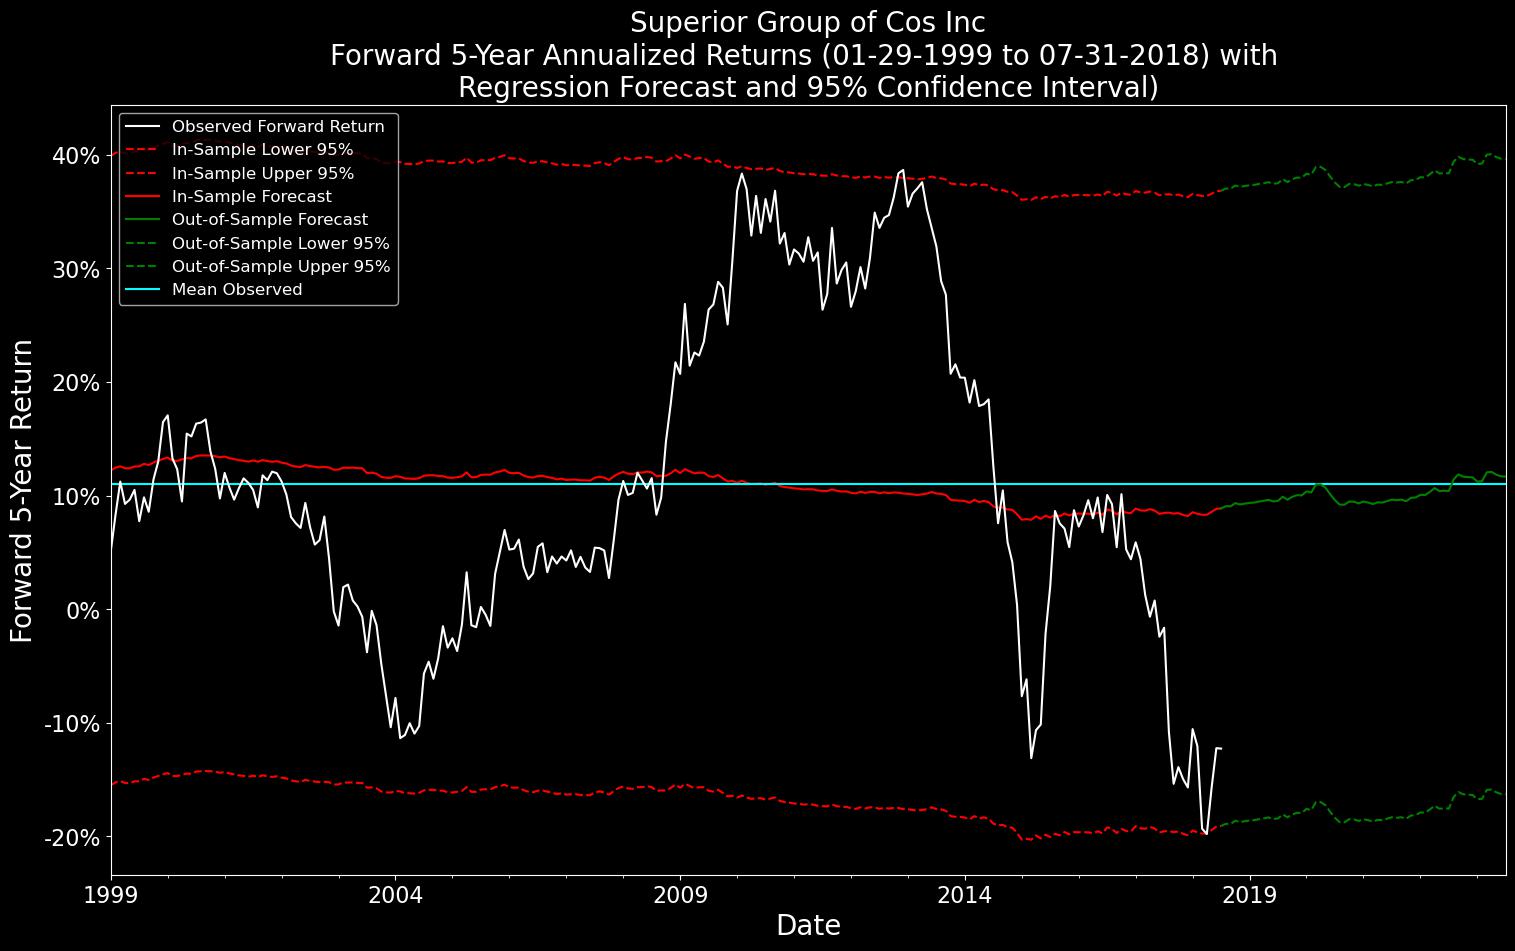 Superior Group of Cos Inc
Forward 5-Year Annualized Returns (01-29-1999 to 07-31-2018) with
Regression Forecast and 95% Confidence Interval)
Observed Forward Return
In-Sample Lower 95%
In-Sample Upper 95%
In-Sample Forecast
Out-of-Sample Forecast
Out-of-Sample Lower 95%
Out-of-Sample Upper 95%
Mean Observed
Forward 5-Year Return
40%
30%
20%
10%
0%
-10%
-20%
1999
2004
2009
2014
2019
Date